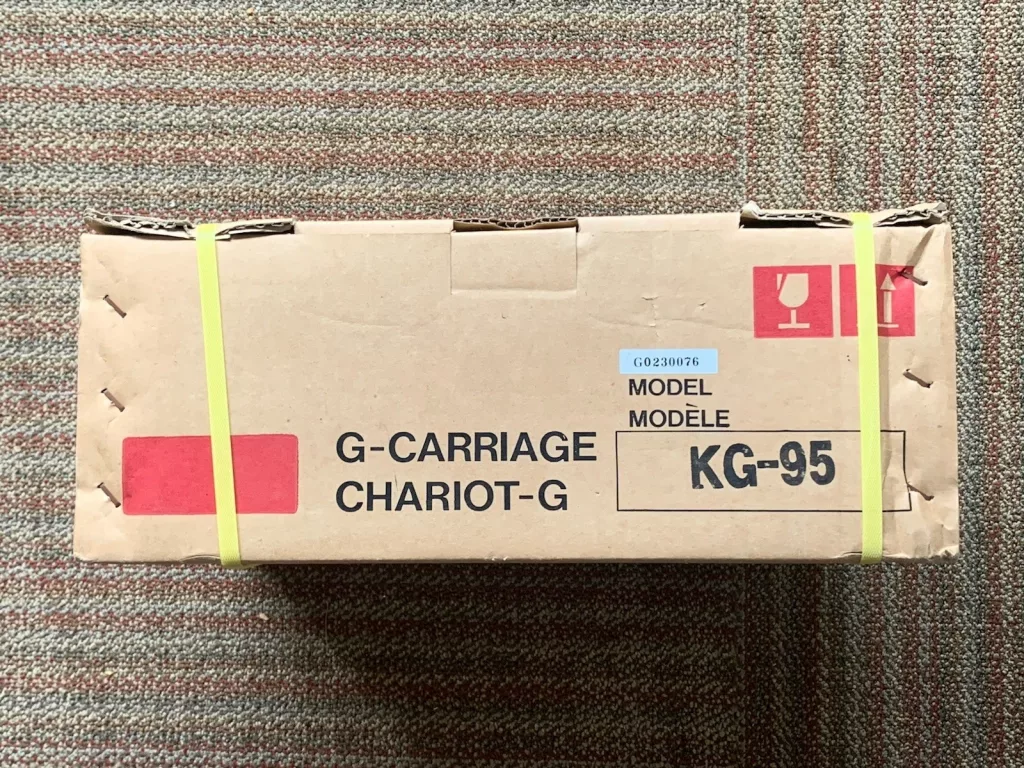 G0230076
MODEL
MODÈLE
G-CARRIAGE
CHARIOT-G
KG-95